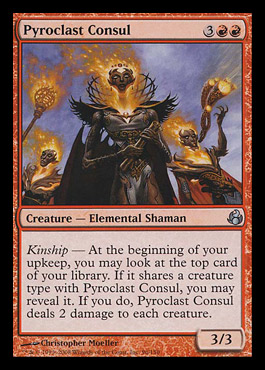 Pyroclast Consul 3
Creature — Elemental Shaman
Kinship — At the beginning of your
upkeep, you may look at the top card
of your library. If it shares a creature
type with Pyroclast Consul, you may
reveal it. If you do, Pyroclast Consul
deals 2 damage to each creature.
Christopher Moeller
3/3